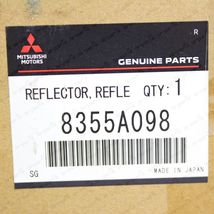 R
MITSUBISHI
MOTORS
GENUINE PARTS
REFLECTOR,REFLE QTY:1
8355A098
SG
MADE IN JAPAN